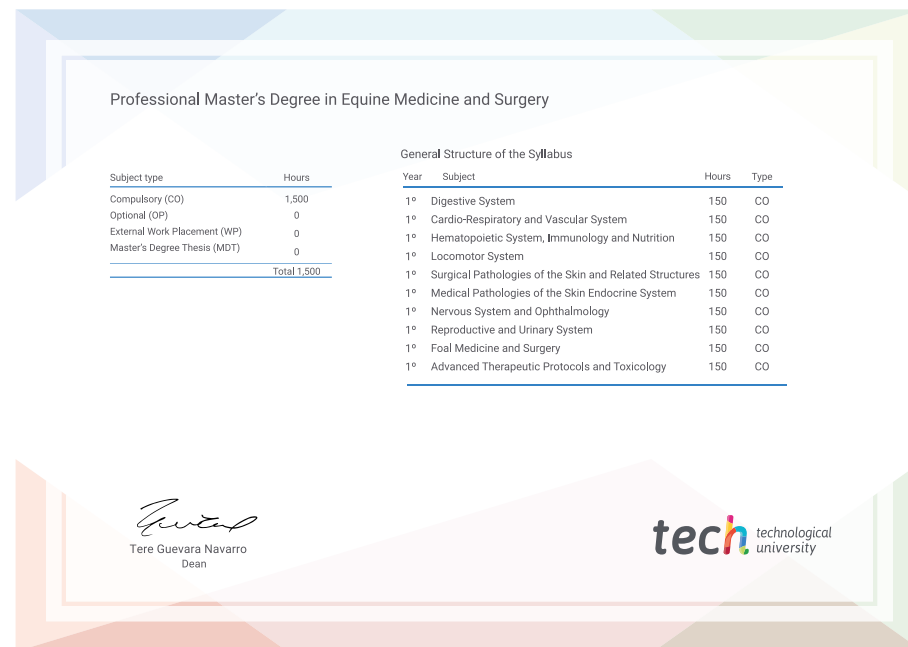 Professional Master's Degree in Equine Medicine and Surgery
Subject type Hours
Compulsory (CO) 1,500
Optional (OP) 0
External Work Placement (WP) 0
Master's Degree Thesis (MDT) 0
Total 1,500
General Structure of the Syllabus
Year Subject Hours Type
1º Digestive System 150 CO
1º Cardio-Respiratory and Vascular System 150 CO
1º Hematopoietic System, Immunology and Nutrition 150 CO
1º Locomotor System 150 CO
1º Surgical Pathologies of the Skin and Related Structures 150 CO
1º Medical Pathologies of the Skin Endocrine System 150 CO
1º Nervous System and Ophthalmology 150 CO
1º Reproductive and Urinary System 150 CO
1º Foal Medicine and Surgery 150 CO
1º Advanced Therapeutic Protocols and Toxicology 150 CO
Tere Guevara Navarro
Dean
tech technological
university